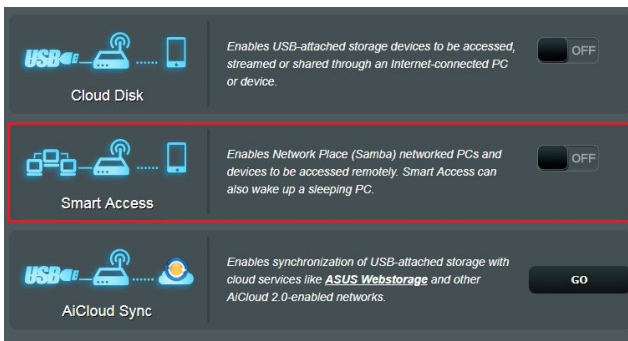 USB
Enables USB-attached storage devices to be accessed,
streamed or shared through an Internet-connected PC
or device.
OFF
Cloud Disk
Enables Network Place (Samba) networked PCs and
devices to be accessed remotely. Smart Access can
also wake up a sleeping PC.
OFF
Smart Access
USB
Enables synchronization of USB-attached storage with
cloud services like ASUS Webstorage and other
AiCloud 2.0-enabled networks.
GO
AiCloud Sync